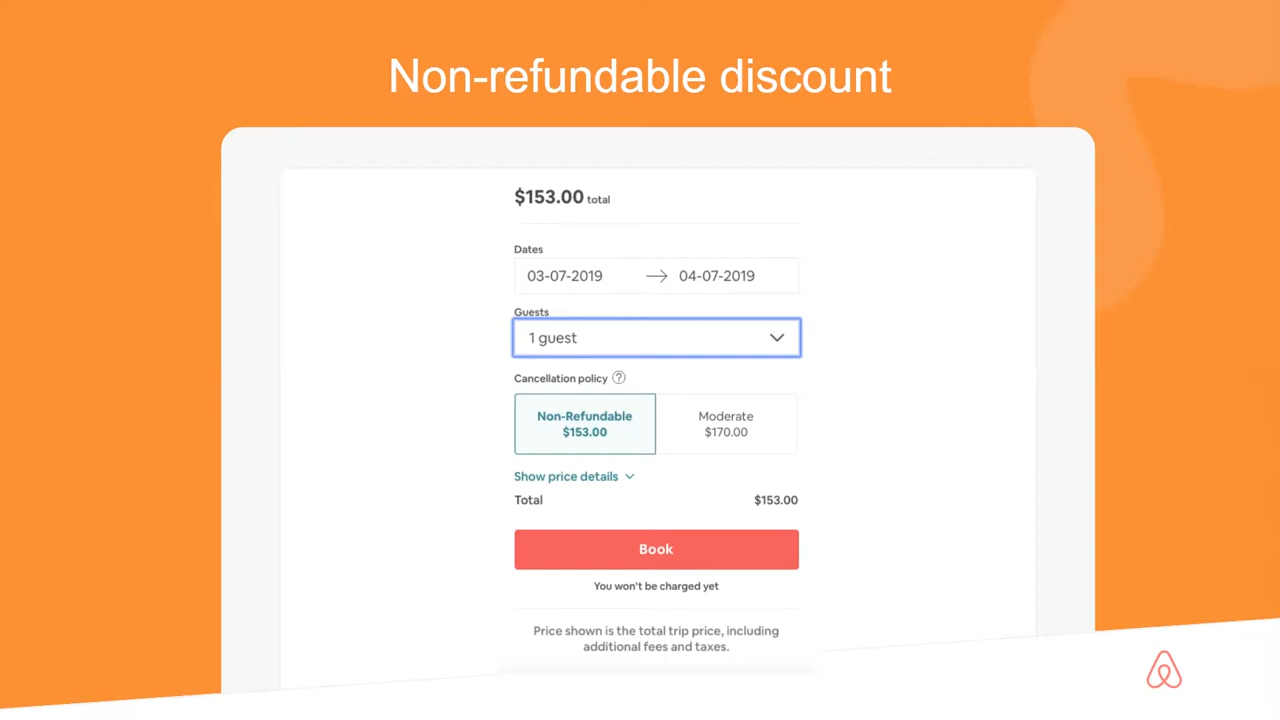 Non-refundable discount
$153.00 total
Dates
03-07-2019 → 04-07-2019
Guests
1 guest
Cancellation policy ?
Non-Refundable Moderate
$153.00 $170.00
Show price details
Total $153.00
Book
You won't be charged yet
Price shown is the total trip price, including
additional fees and taxes.